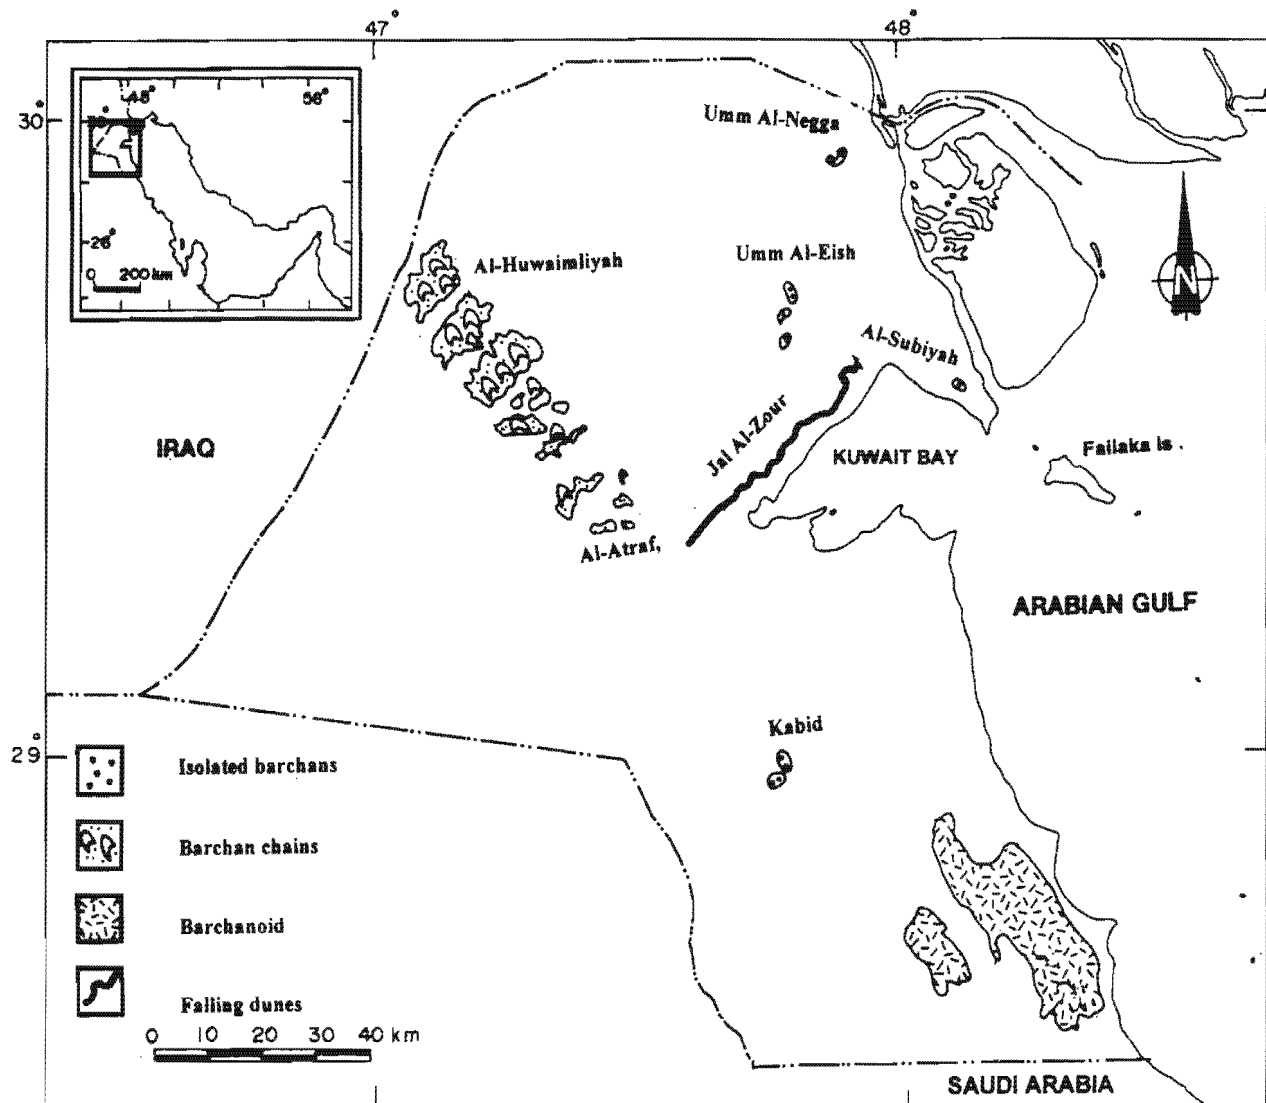 47°
48°
30°
29°
48°
56°
26°
0 200 km
Umm Al-Negga
Al-Huwaimliyah
Umm Al-Eish
Al-Subiyah
Jal Al-Zour
IRAQ
KUWAIT BAY
Failaka is .
Al-Atraf,
N
ARABIAN GULF
Kabid
Isolated barchans
Barchan chains
Barchanoid
Falling dunes
0 10 20 30 40 km
SAUDI ARABIA